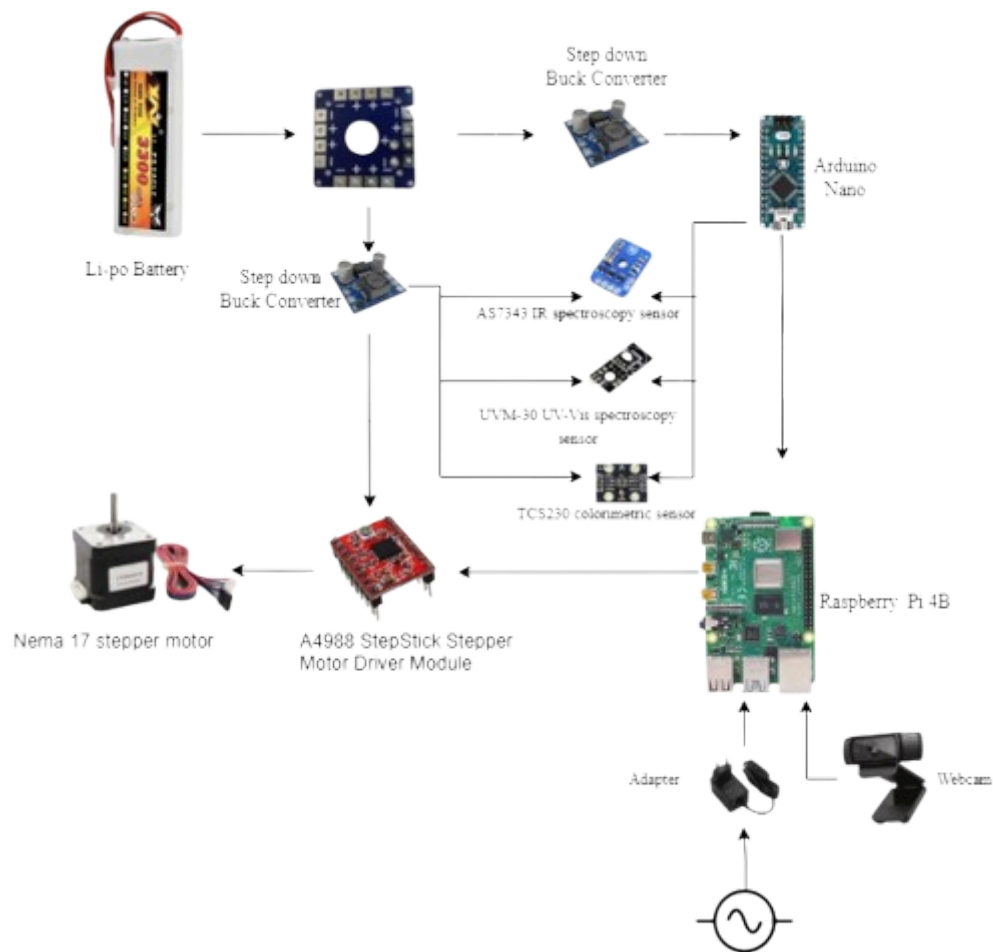 Step down
Buck Converter
3300
Arduino
Nano
Li-po Battery
Step down
Buck Converter
AS7343 IR spectroscopy sensor
UVM-30 UV-Vis spectroscopy
sensor
TCS230 colorimetric sensor
Raspberry Pi 4B
Nema 17 stepper motor
A4988 StepStick Stepper
Motor Driver Module
Adapter
Webcam